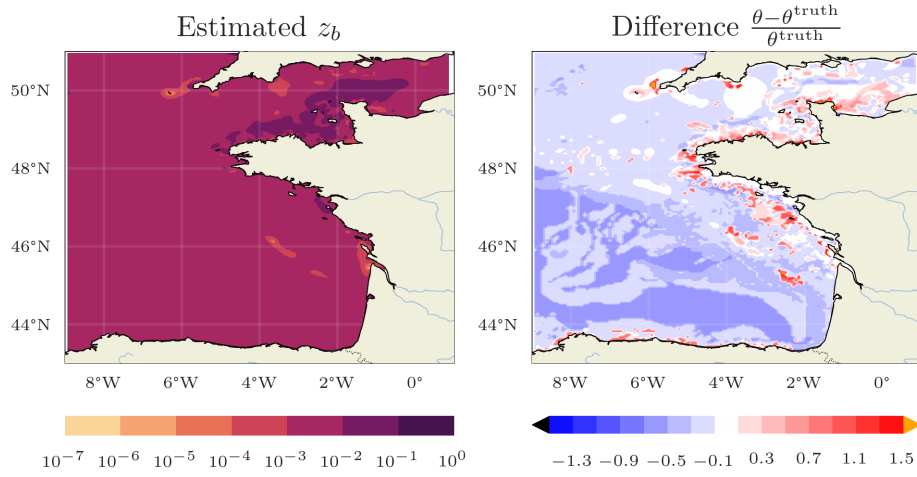 Estimated z_b
Difference \frac{θ−θ^{truth}}{θ^{truth}}
50°N
48°N
46°N
44°N
8°W 6°W 4°W 2°W 0°
50°N
48°N
46°N
44°N
8°W 6°W 4°W 2°W 0°
10^{−7} 10^{−6} 10^{−5} 10^{−4} 10^{−3} 10^{−2} 10^{−1} 10^{0}
−1.3 −0.9 −0.5 −0.1 0.3 0.7 1.1 1.5